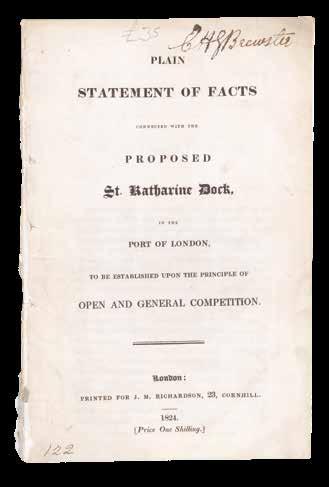 £35
C H J Brewster
PLAIN
STATEMENT OF FACTS
CONNECTED WITH THE
PROPOSED
St. Katharine Dock,
IN THE
PORT OF LONDON,
TO BE ESTABLISHED UPON THE PRINCIPLE OF
OPEN AND GENERAL COMPETITION.
London:
PRINTED FOR J. M. RICHARDSON, 23, CORNHILL.
1824.
[Price One Shilling.]
122